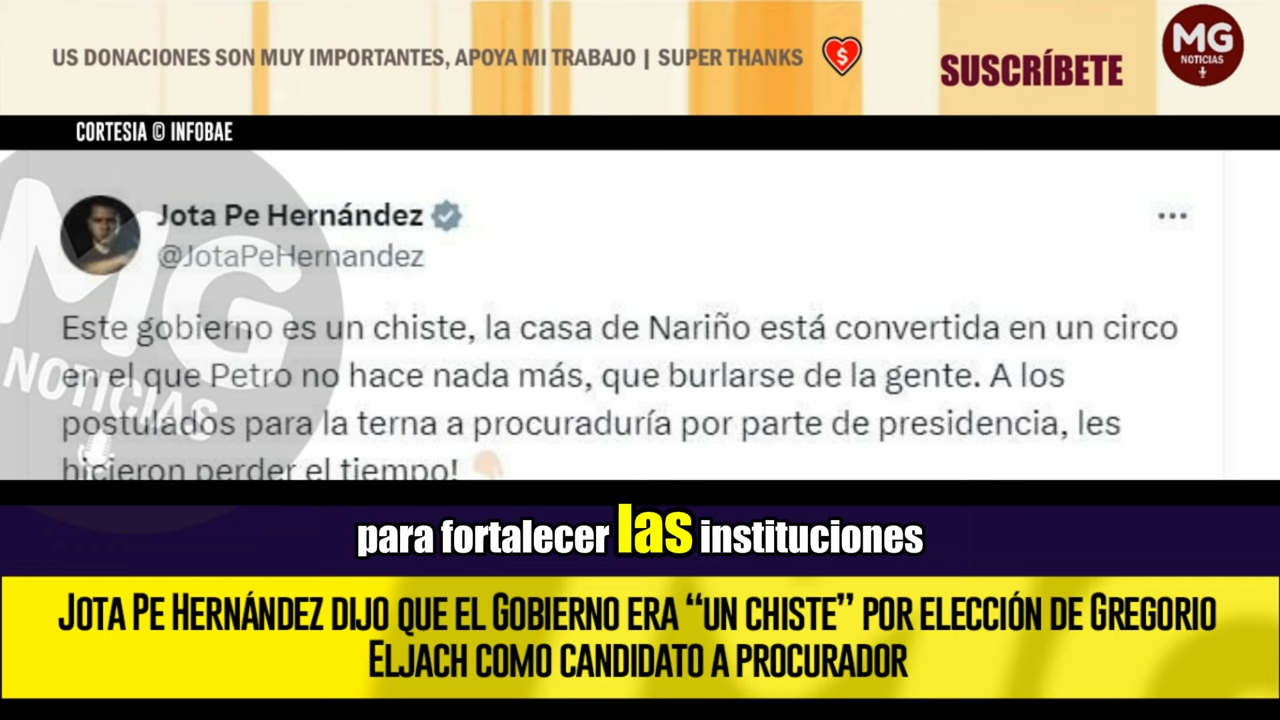 US DONACIONES SON MUY IMPORTANTES, APOYA MI TRABAJO | SUPER THANKS
SUSCRÍBETE
MG
NOTICIAS
CORTESIA © INFOBAE
Jota Pe Hernández
@JotaPeHernandez
Este gobierno es un chiste, la casa de Nariño está convertida en un circo
en el que Petro no hace nada más, que burlarse de la gente. A los
postulados para la terna a procuraduría por parte de presidencia, les
hicieron perder el tiempo!
MG
NOTICIAS
para fortalecer las instituciones
JOTA PE HERNÁNDEZ DIJO QUE EL GOBIERNO ERA “UN CHISTE” POR ELECCIÓN DE GREGORIO
ELJACH COMO CANDIDATO A PROCURADOR